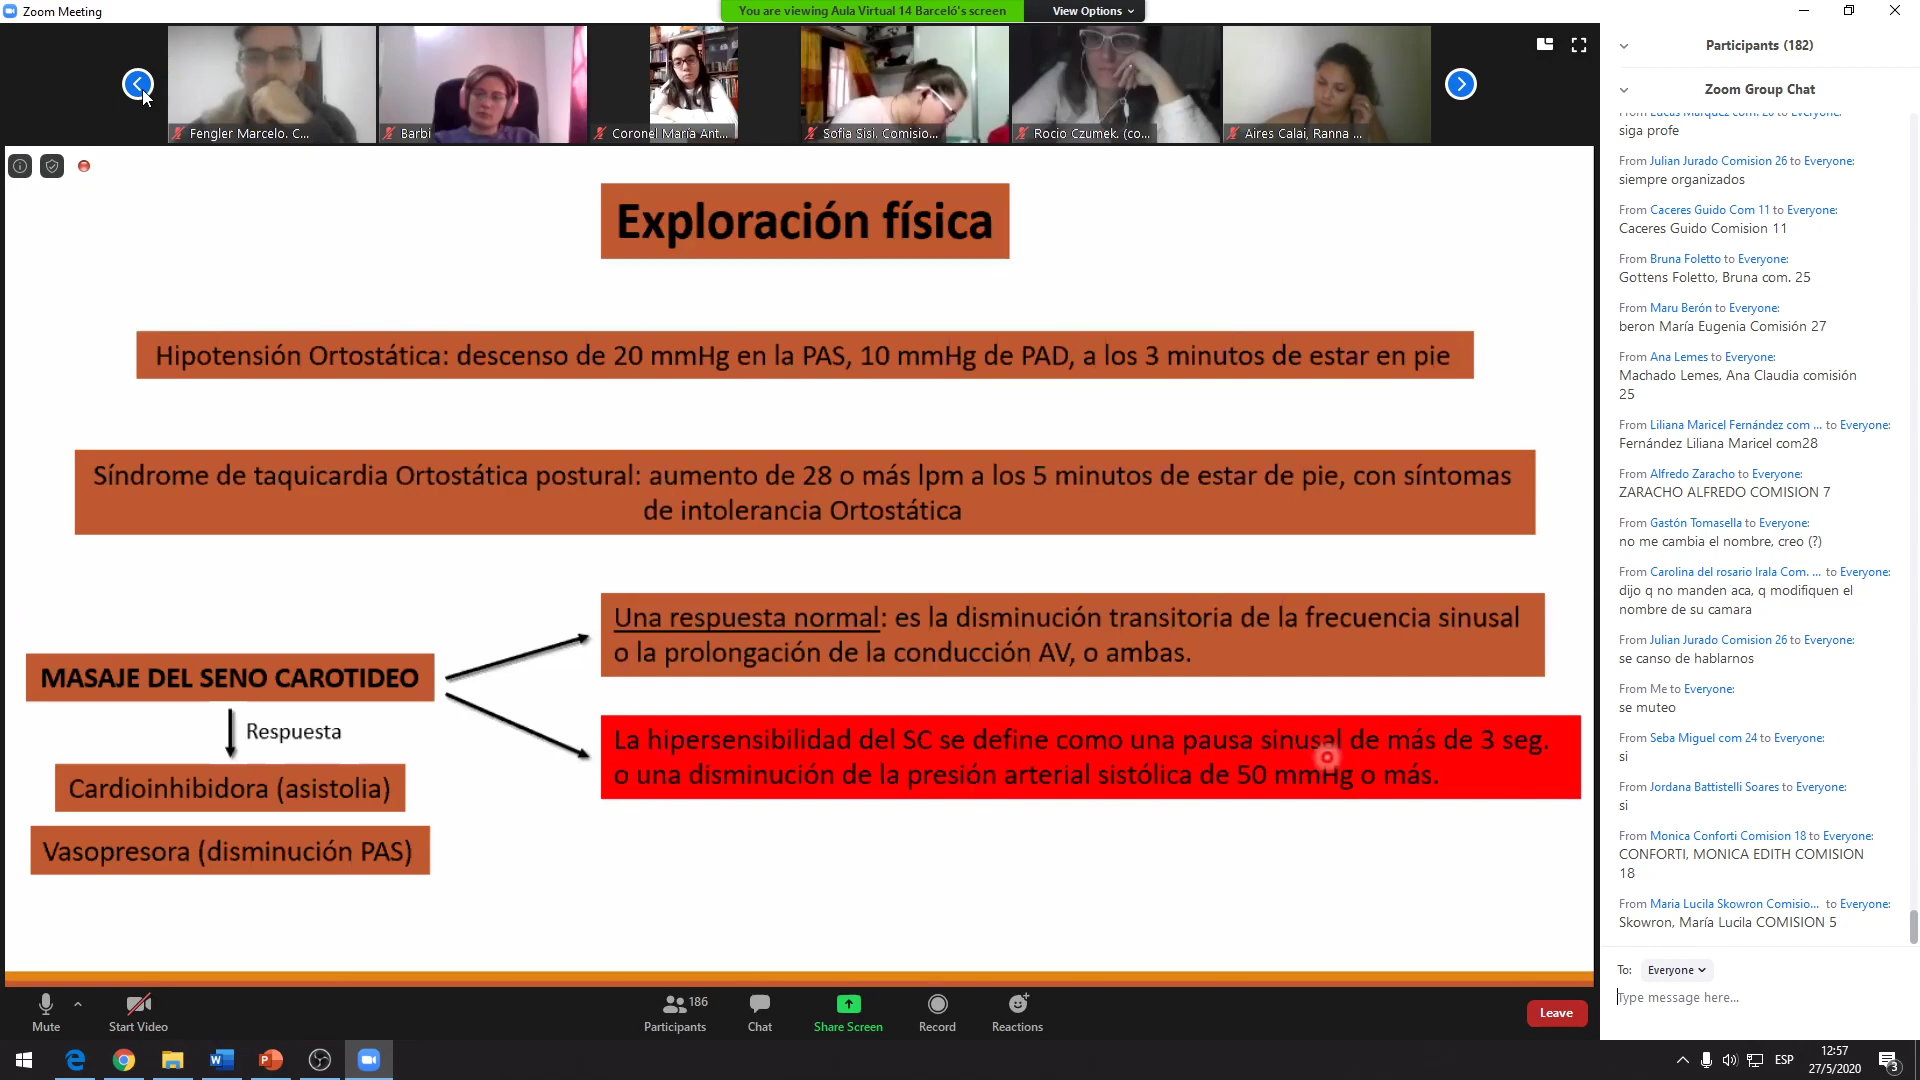 Zoom Meeting
You are viewing Aula Virtual 14 Barceló's screen
View Options
Fengler Marcelo. C...
Barbi
Coronel María Ant...
Sofia Sisi. Comisio...
Rocio Czumek. (co...
Aires Calai, Ranna ...
Exploración física
Hipotensión Ortostática: descenso de 20 mmHg en la PAS, 10 mmHg de PAD, a los 3 minutos de estar en pie
Síndrome de taquicardia Ortostática postural: aumento de 28 o más lpm a los 5 minutos de estar de pie, con síntomas
de intolerancia Ortostática
Una respuesta normal: es la disminución transitoria de la frecuencia sinusal
o la prolongación de la conducción AV, o ambas.
MASAJE DEL SENO CAROTIDEO
Respuesta
La hipersensibilidad del SC se define como una pausa sinusal de más de 3 seg.
o una disminución de la presión arterial sistólica de 50 mmHg o más.
Cardioinhibidora (asistolia)
Vasopresora (disminución PAS)
Participants (182)
Zoom Group Chat
From Lucas Marquez com. 20 to Everyone:
siga profe
From Julian Jurado Comision 26 to Everyone:
siempre organizados
From Caceres Guido Com 11 to Everyone:
Caceres Guido Comision 11
From Bruna Foletto to Everyone:
Gottens Foletto, Bruna com. 25
From Maru Berón to Everyone:
beron María Eugenia Comisión 27
From Ana Lemes to Everyone:
Machado Lemes, Ana Claudia comisión
25
From Liliana Maricel Fernández com ... to Everyone:
Fernández Liliana Maricel com28
From Alfredo Zaracho to Everyone:
ZARACHO ALFREDO COMISION 7
From Gastón Tomasella to Everyone:
no me cambia el nombre, creo (?)
From Carolina del rosario Irala Com. ... to Everyone:
dijo q no manden aca, q modifiquen el
nombre de su camara
From Julian Jurado Comision 26 to Everyone:
se canso de hablarnos
From Me to Everyone:
se muteo
From Seba Miguel com 24 to Everyone:
si
From Jordana Battistelli Soares to Everyone:
si
From Monica Conforti Comision 18 to Everyone:
CONFORTI, MONICA EDITH COMISION
18
From Maria Lucila Skowron Comisio... to Everyone:
Skowron, María Lucila COMISION 5
To: Everyone
Type message here...
Mute
Start Video
186
Participants
Chat
Share Screen
Record
Reactions
Leave
ESP
12:57
27/5/2020
3